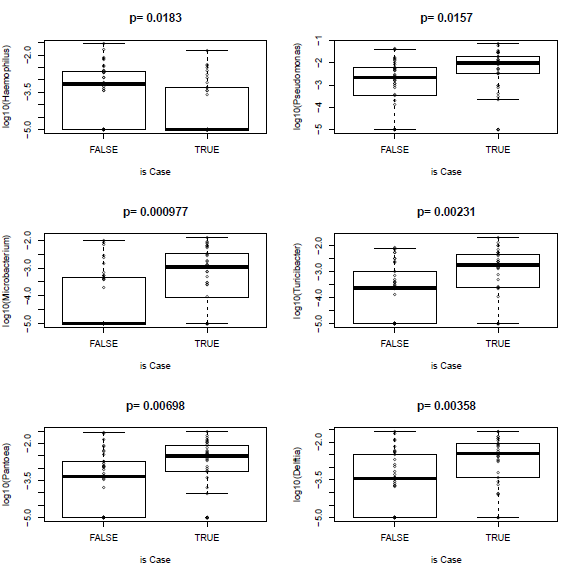 p= 0.0183
log10(Haemophilus)
−2.0
−3.5
−5.0
FALSE TRUE
is Case
p= 0.0157
log10(Pseudomonas)
−1
−2
−3
−4
−5
FALSE TRUE
is Case
p= 0.000977
log10(Microbacterium)
−2.0
−3.0
−4.0
−5.0
FALSE TRUE
is Case
p= 0.00231
log10(Turicibacter)
−2.0
−3.0
−4.0
−5.0
FALSE TRUE
is Case
p= 0.00698
log10(Pantoea)
−2.0
−3.5
−5.0
FALSE TRUE
is Case
p= 0.00358
log10(Delftia)
−2.0
−3.5
−5.0
FALSE TRUE
is Case